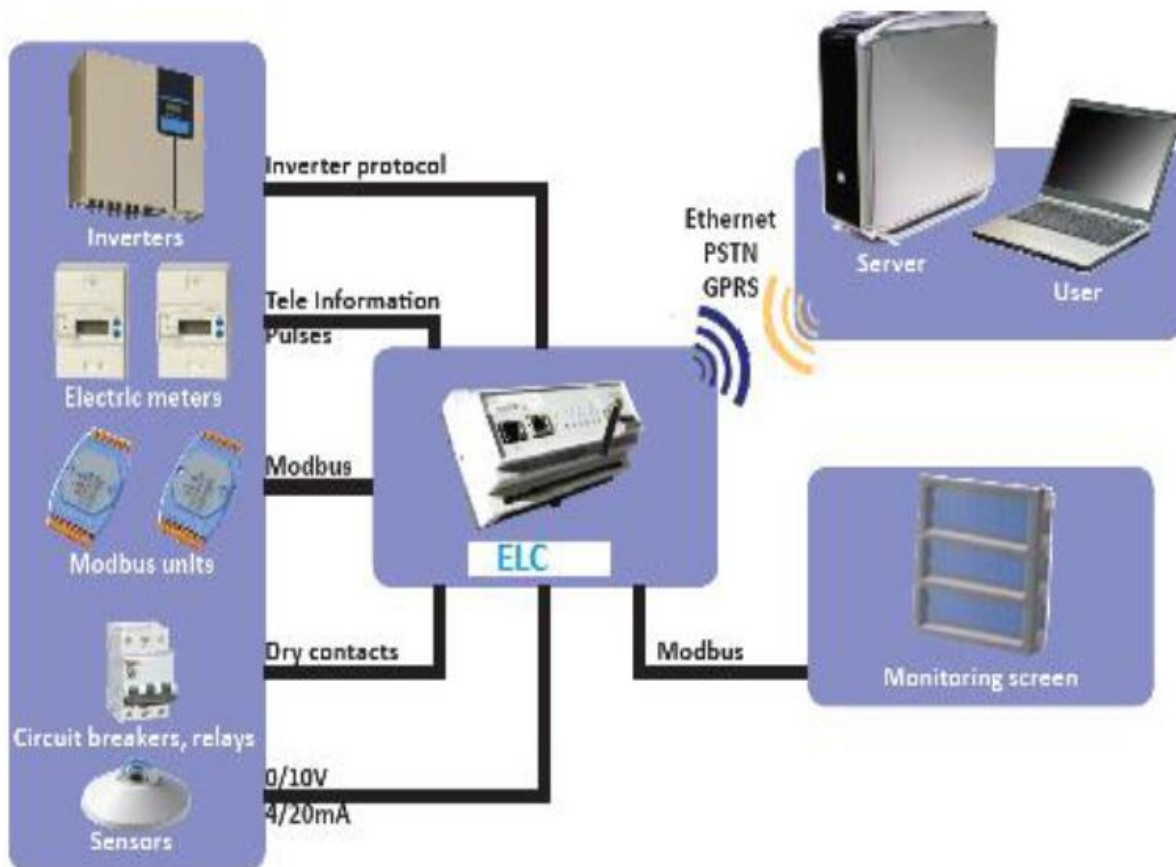 Inverters
Inverter protocol
Electric meters
Tele Information
Pulses
Modbus units
Modbus
Circuit breakers, relays
Dry contacts
Sensors
0/10V
4/20mA
ELC
Ethernet
PSTN
GPRS
Server
User
Modbus
Monitoring screen